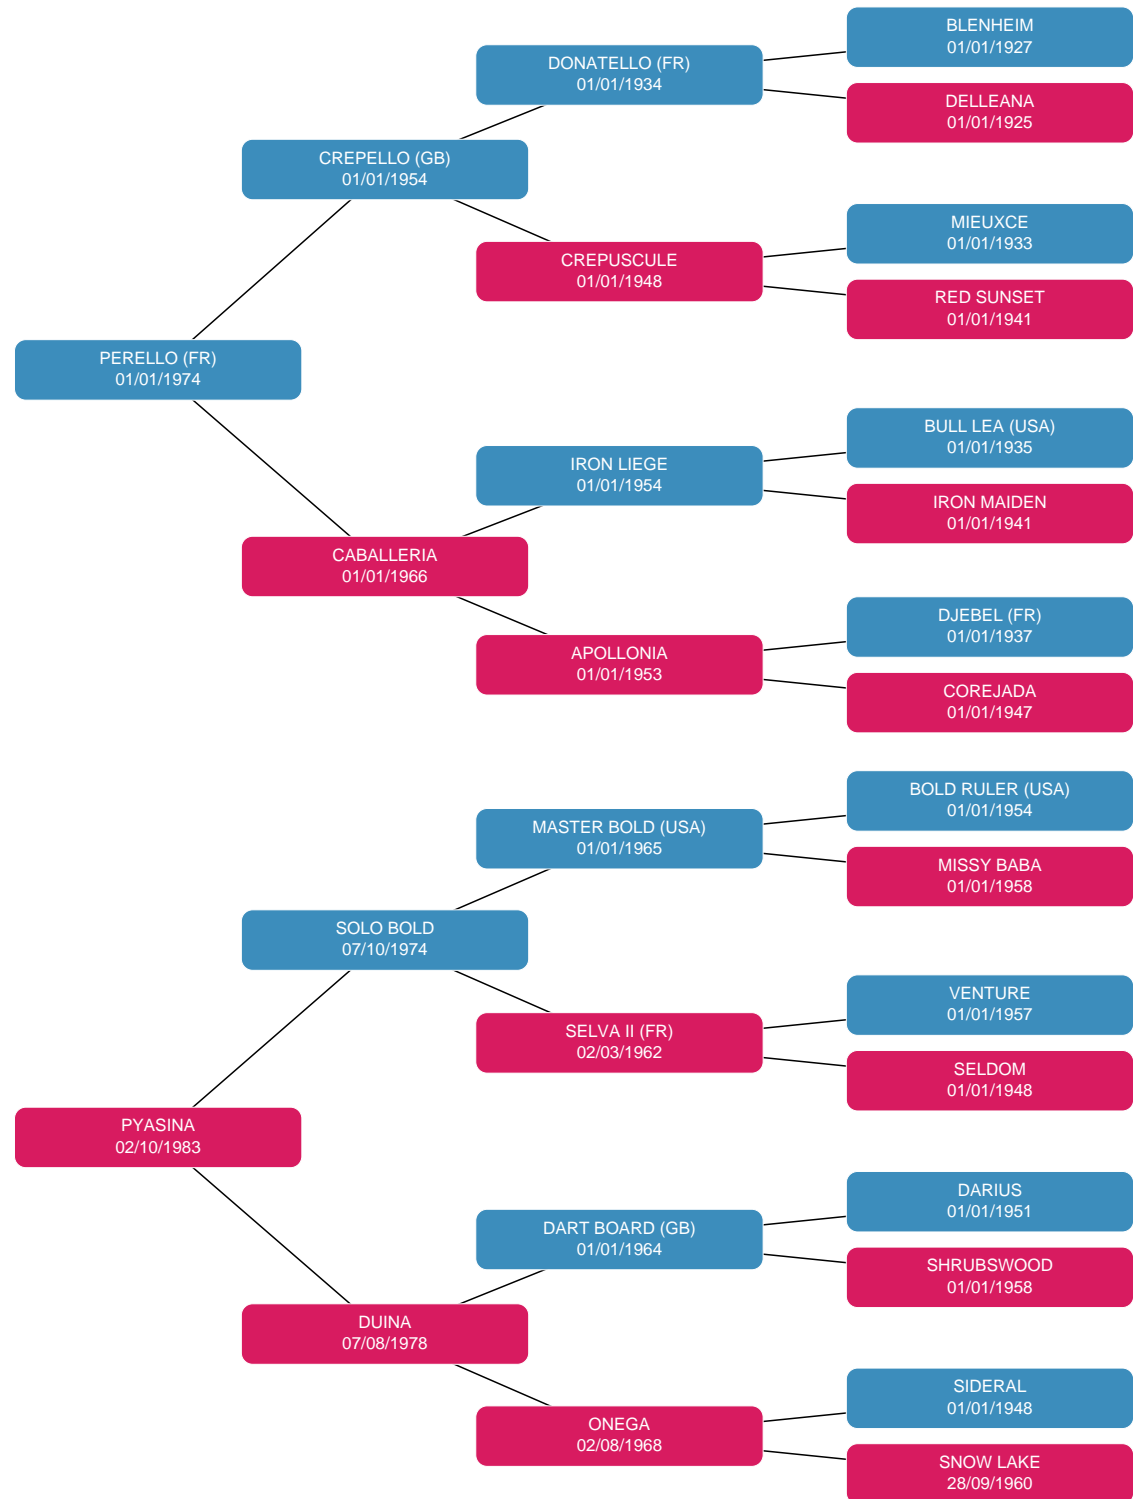 BLENHEIM
01/01/1927
DONATELLO (FR)
01/01/1934
DELLEANA
01/01/1925
CREPELLO (GB)
01/01/1954
MIEUXCE
01/01/1933
CREPUSCULE
01/01/1948
RED SUNSET
01/01/1941
PERELLO (FR)
01/01/1974
BULL LEA (USA)
01/01/1935
IRON LIEGE
01/01/1954
IRON MAIDEN
01/01/1941
CABALLERIA
01/01/1966
DJEBEL (FR)
01/01/1937
APOLLONIA
01/01/1953
COREJADA
01/01/1947
BOLD RULER (USA)
01/01/1954
MASTER BOLD (USA)
01/01/1965
MISSY BABA
01/01/1958
SOLO BOLD
07/10/1974
VENTURE
01/01/1957
SELVA II (FR)
02/03/1962
SELDOM
01/01/1948
PYASINA
02/10/1983
DARIUS
01/01/1951
DART BOARD (GB)
01/01/1964
SHRUBSWOOD
01/01/1958
DUINA
07/08/1978
SIDERAL
01/01/1948
ONEGA
02/08/1968
SNOW LAKE
28/09/1960